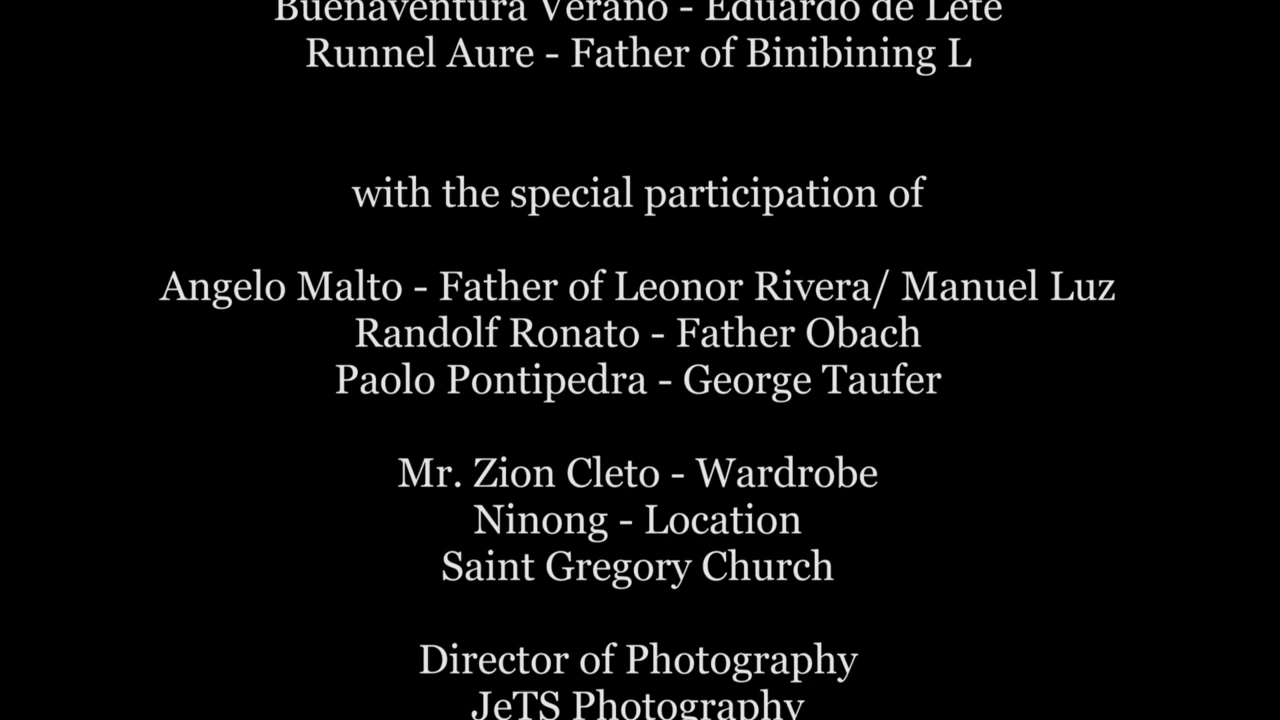 Buenaventura Verano - Eduardo de Lete
Runnel Aure - Father of Binibining L
with the special participation of
Angelo Malto - Father of Leonor Rivera/ Manuel Luz
Randolf Ronato - Father Obach
Paolo Pontipedra - George Taufer
Mr. Zion Cleto - Wardrobe
Ninong - Location
Saint Gregory Church
Director of Photography
JeTS Photography